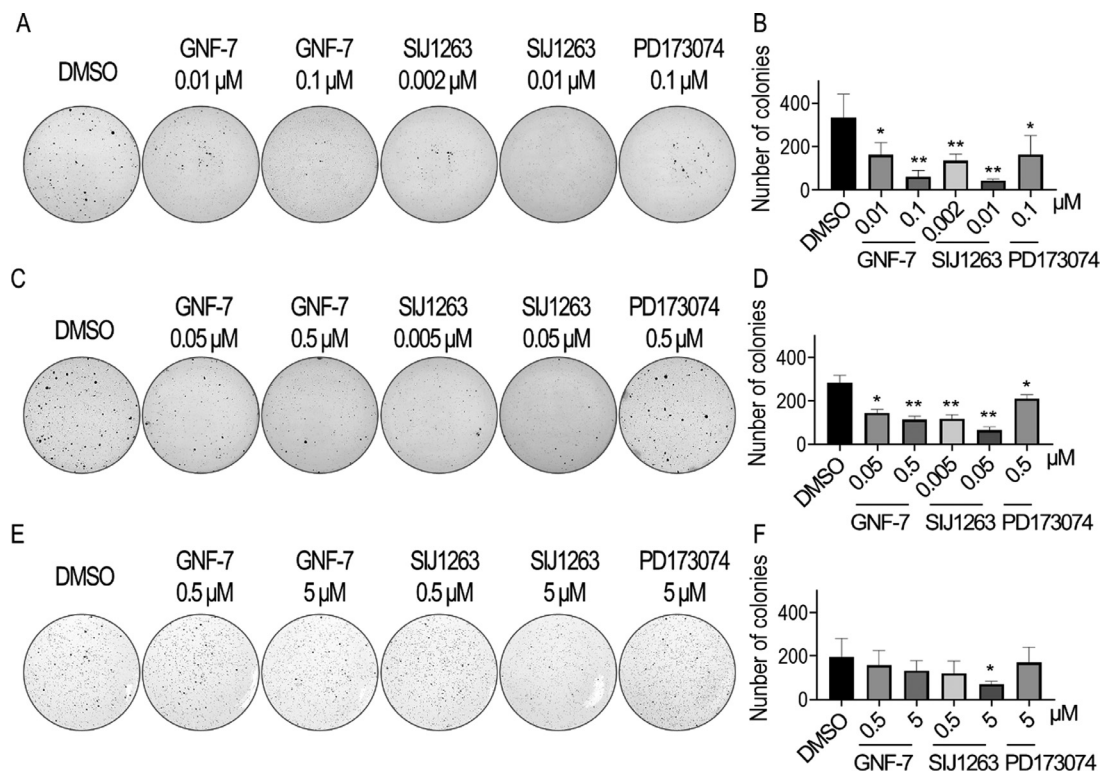 A
DMSO
GNF-7 0.01 µM
GNF-7 0.1 µM
SIJ1263 0.002 µM
SIJ1263 0.01 µM
PD173074 0.1 µM
B
Nunber of colonies
400
200
0
* ** ** ** *
DMSO 0.01 0.1 0.002 0.01 0.1 µM
GNF-7 SIJ1263 PD173074
C
DMSO
GNF-7 0.05 µM
GNF-7 0.5 µM
SIJ1263 0.005 µM
SIJ1263 0.05 µM
PD173074 0.5 µM
D
Nunber of colonies
400
200
0
* ** ** ** *
DMSO 0.05 0.5 0.005 0.05 0.5 µM
GNF-7 SIJ1263 PD173074
E
DMSO
GNF-7 0.5 µM
GNF-7 5 µM
SIJ1263 0.5 µM
SIJ1263 5 µM
PD173074 5 µM
F
Nunber of colonies
400
200
0
*
DMSO 0.5 5 0.5 5 5 µM
GNF-7 SIJ1263 PD173074